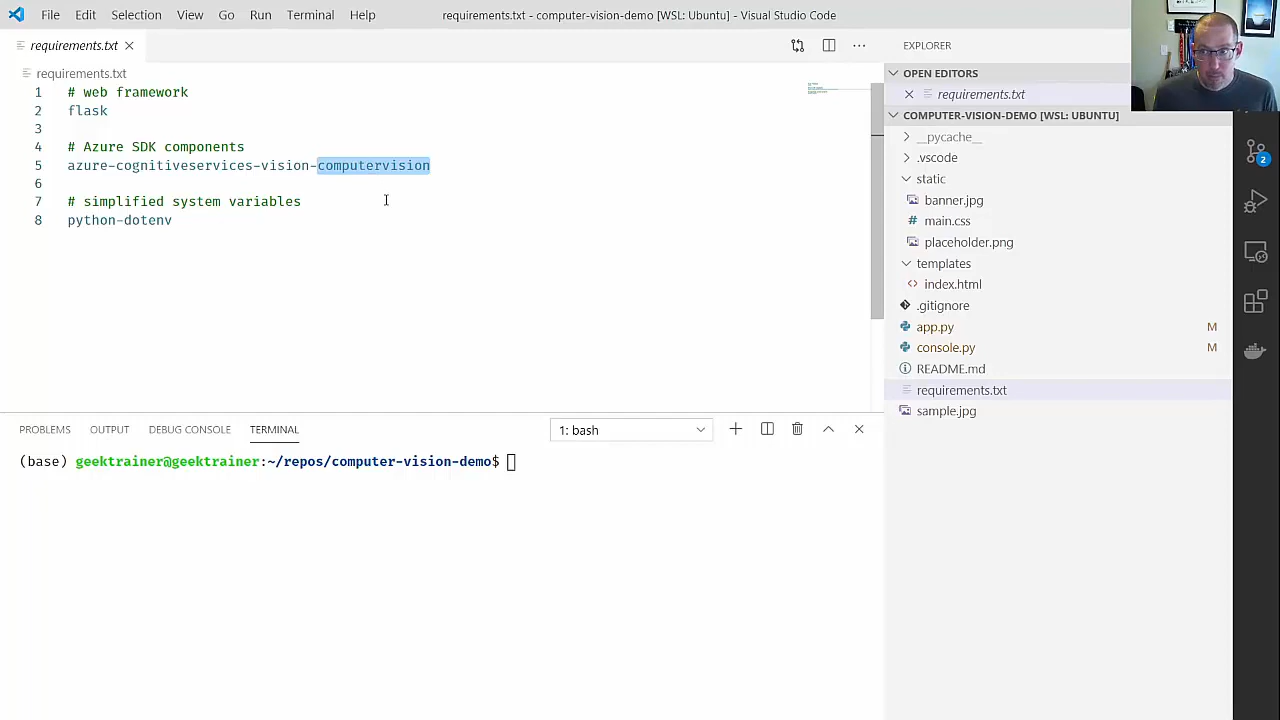 File Edit Selection View Go Run Terminal Help
requirements.txt - computer-vision-demo [WSL: Ubuntu] - Visual Studio Code
requirements.txt
requirements.txt
1 # web framework
2 flask
3
4 # Azure SDK components
5 azure-cognitiveservices-vision-computervision
6
7 # simplified system variables
8 python-dotenv
EXPLORER
OPEN EDITORS
requirements.txt
COMPUTER-VISION-DEMO [WSL: UBUNTU]
__pycache__
.vscode
static
banner.jpg
# main.css
placeholder.png
templates
<> index.html
.gitignore
app.py M
console.py M
README.md
requirements.txt
sample.jpg
2
PROBLEMS OUTPUT DEBUG CONSOLE TERMINAL
1: bash
(base) geektrainer@geektrainer:~/repos/computer-vision-demo$